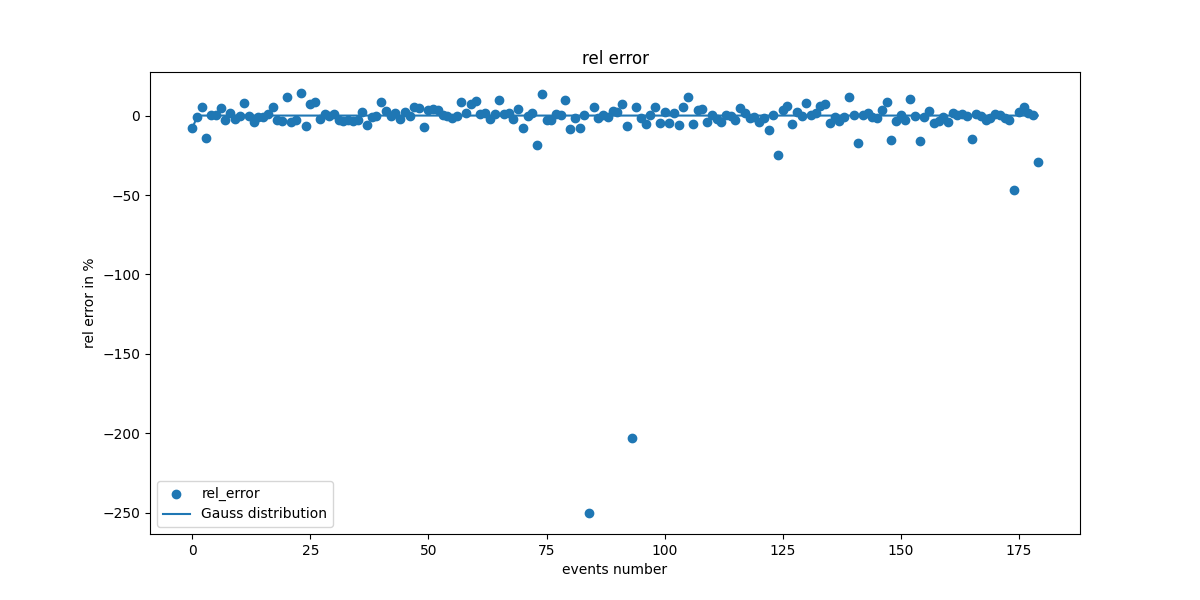 rel error
0
−50
−100
−150
−200
−250
rel error in %
rel_error
Gauss distribution
0 25 50 75 100 125 150 175
events number